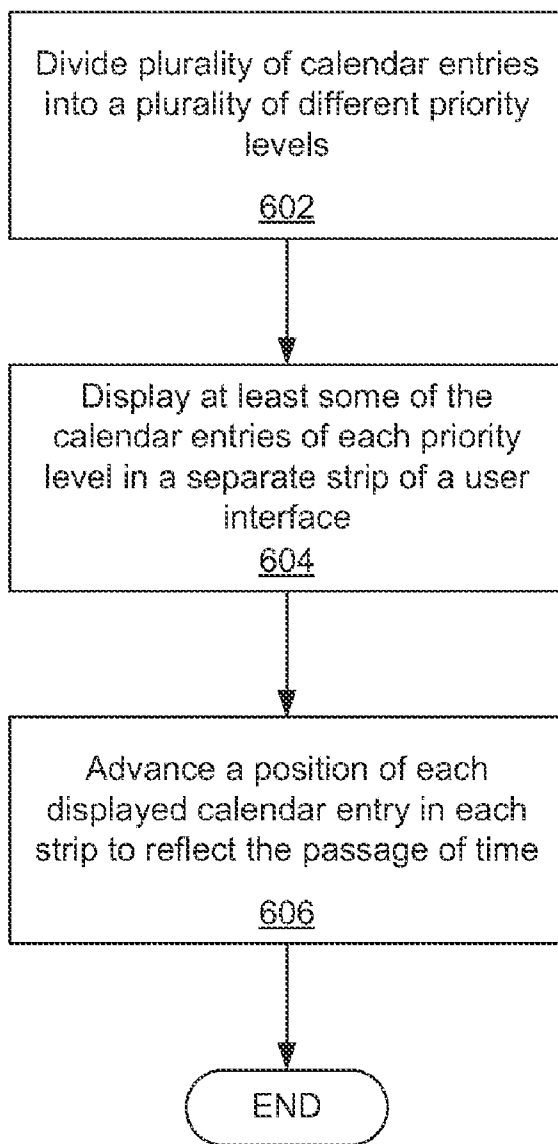 Divide plurality of calendar entries
into a plurality of different priority
levels
602
Display at least some of the
calendar entries of each priority
level in a separate strip of a user
interface
604
Advance a position of each
displayed calendar entry in each
strip to reflect the passage of time
606
END